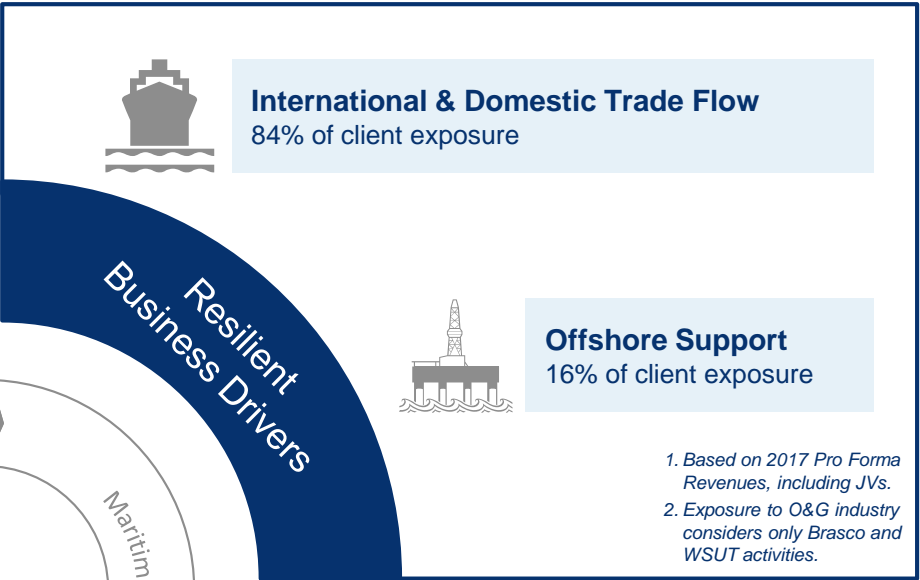 International & Domestic Trade Flow
84% of client exposure
Resilient
Business Drivers
Offshore Support
16% of client exposure
1. Based on 2017 Pro Forma
Revenues, including JVs.
2. Exposure to O&G industry
considers only Brasco and
WSUT activities.
Maritim